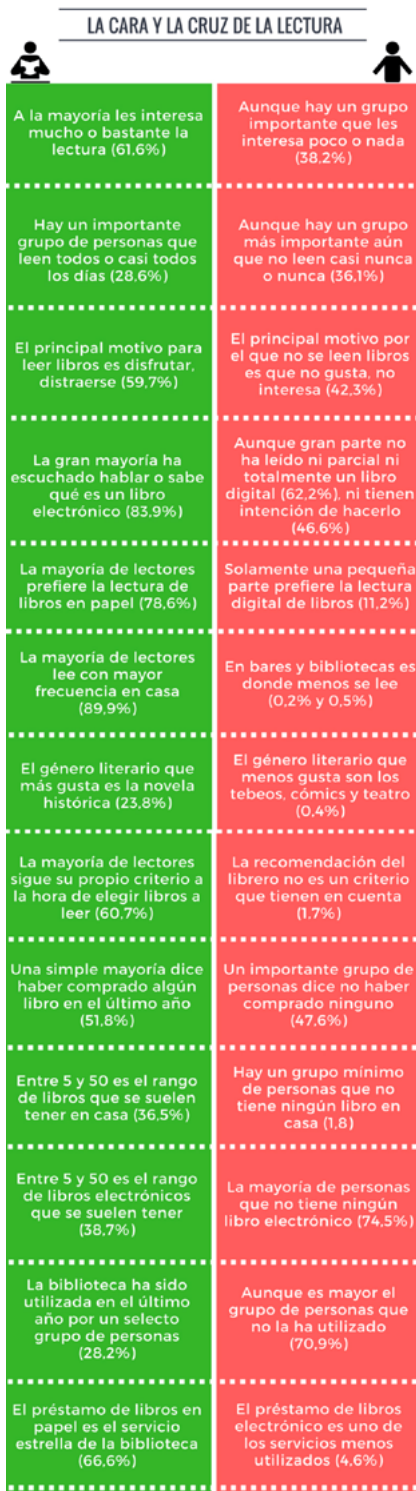 LA CARA Y LA CRUZ DE LA LECTURA
A la mayoría les interesa
mucho o bastante la
lectura (61,6%)
Aunque hay un grupo
importante que les
interesa poco o nada
(38,2%)
Hay un importante
grupo de personas que
leen todos o casi todos
los días (28,6%)
Aunque hay un grupo
más importante aún
que no leen casi nunca
o nunca (36,1%)
El principal motivo para
leer libros es disfrutar,
distraerse (59,7%)
El principal motivo por
el que no se leen libros
es que no gusta, no
interesa (42,3%)
La gran mayoría ha
escuchado hablar o sabe
qué es un libro
electrónico (83,9%)
Aunque gran parte no
ha leído ni parcial ni
totalmente un libro
digital (62,2%), ni tienen
intención de hacerlo
(46,6%)
La mayoría de lectores
prefiere la lectura de
libros en papel (78,6%)
Solamente una pequeña
parte prefiere la lectura
digital de libros (11,2%)
La mayoría de lectores
lee con mayor
frecuencia en casa
(89,9%)
En bares y bibliotecas es
donde menos se lee
(0,2% y 0,5%)
El género literario que
más gusta es la novela
histórica (23,8%)
El género literario que
menos gusta son los
tebeos, cómics y teatro
(0,4%)
La mayoría de lectores
sigue su propio criterio a
la hora de elegir libros a
leer (60,7%)
La recomendación del
librero no es un criterio
que tienen en cuenta
(1,7%)
Una simple mayoría dice
haber comprado algún
libro en el último año
(51,8%)
Un importante grupo de
personas dice no haber
comprado ninguno
(47,6%)
Entre 5 y 50 es el rango
de libros que se suelen
tener en casa (36,5%)
Hay un grupo mínimo
de personas que no
tiene ningún libro en
casa (1,8)
Entre 5 y 50 es el rango
de libros electrónicos
que se suelen tener
(38,7%)
La mayoría de personas
que no tiene ningún
libro electrónico (74,5%)
La biblioteca ha sido
utilizada en el último
año por un selecto
grupo de personas
(28,2%)
Aunque es mayor el
grupo de personas que
no la ha utilizado
(70,9%)
El préstamo de libros en
papel es el servicio
estrella de la biblioteca
(66,6%)
El préstamo de libros
electrónico es uno de
los servicios menos
utilizados (4,6%)